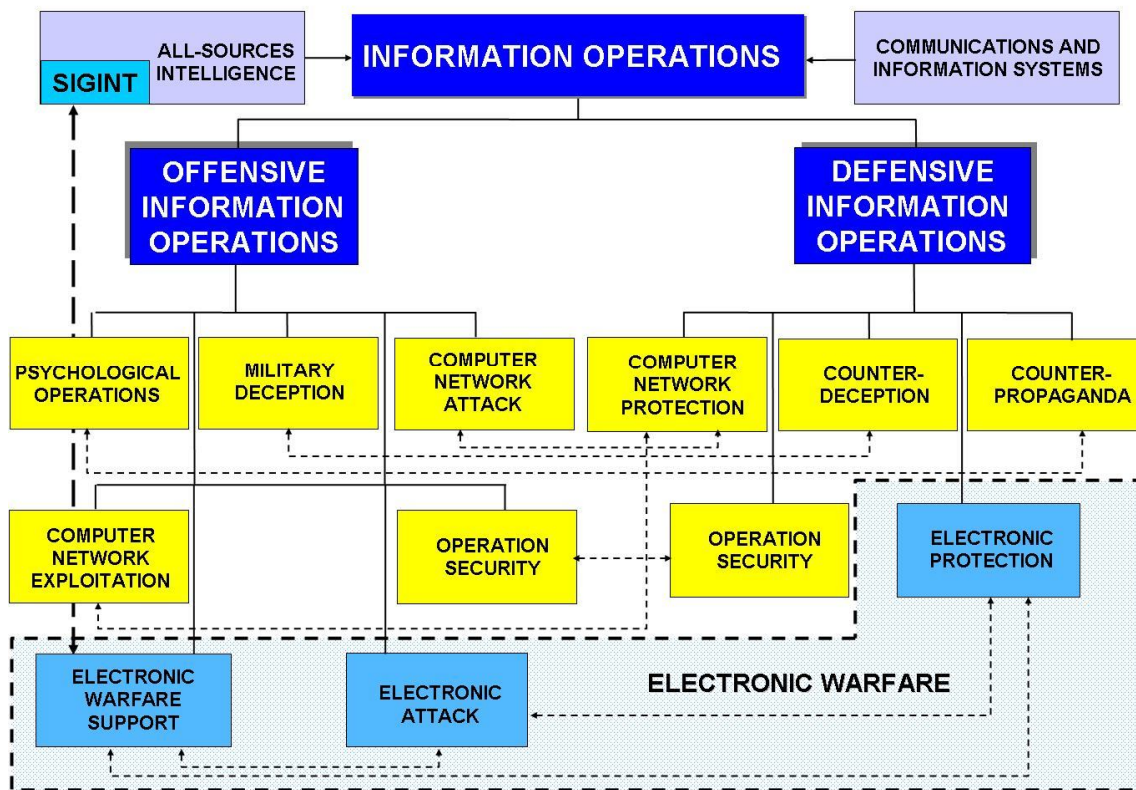 ALL-SOURCES
INTELLIGENCE
SIGINT
INFORMATION OPERATIONS
COMMUNICATIONS AND
INFORMATION SYSTEMS
OFFENSIVE
INFORMATION
OPERATIONS
DEFENSIVE
INFORMATION
OPERATIONS
PSYCHOLOGICAL
OPERATIONS
MILITARY
DECEPTION
COMPUTER
NETWORK
ATTACK
COMPUTER
NETWORK
PROTECTION
COUNTER-
DECEPTION
COUNTER-
PROPAGANDA
COMPUTER
NETWORK
EXPLOITATION
OPERATION
SECURITY
OPERATION
SECURITY
ELECTRONIC
PROTECTION
ELECTRONIC
WARFARE
SUPPORT
ELECTRONIC
ATTACK
ELECTRONIC WARFARE